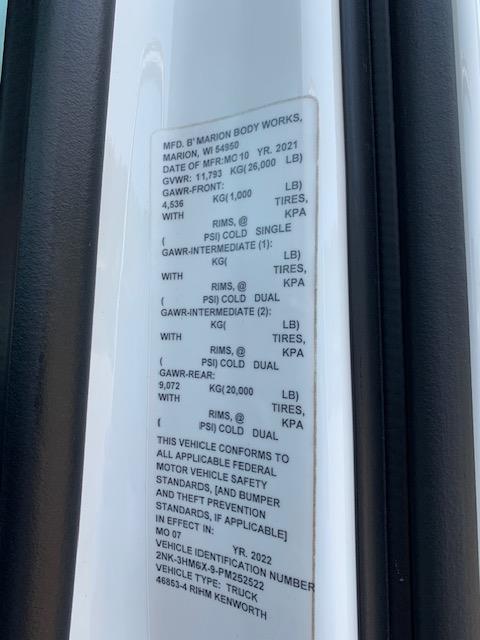 MFD. B' MARION BODY WORKS,
MARION, WI 54950
DATE OF MFR:MC 10 YR. 2021
GVWR: 11,793 KG(26,000 LB)
GAWR-FRONT:
4,536 KG(1,000 LB)
WITH TIRES,
RIMS, @ KPA
( PSI) COLD SINGLE
GAWR-INTERMEDIATE (1):
KG( LB)
WITH TIRES,
RIMS, @ KPA
( PSI) COLD DUAL
GAWR-INTERMEDIATE (2):
KG( LB)
WITH TIRES,
RIMS, @ KPA
( PSI) COLD DUAL
GAWR-REAR:
9,072 KG(20,000 LB)
WITH TIRES,
RIMS, @ KPA
( PSI) COLD DUAL
THIS VEHICLE CONFORMS TO
ALL APPLICABLE FEDERAL
MOTOR VEHICLE SAFETY
STANDARDS, [AND BUMPER
AND THEFT PREVENTION
STANDARDS, IF APPLICABLE]
IN EFFECT IN:
MO 07 YR. 2022
VEHICLE IDENTIFICATION NUMBER
2NK-3HM6X-9-PM252522
VEHICLE TYPE: TRUCK
46853-4 RIHM KENWORTH